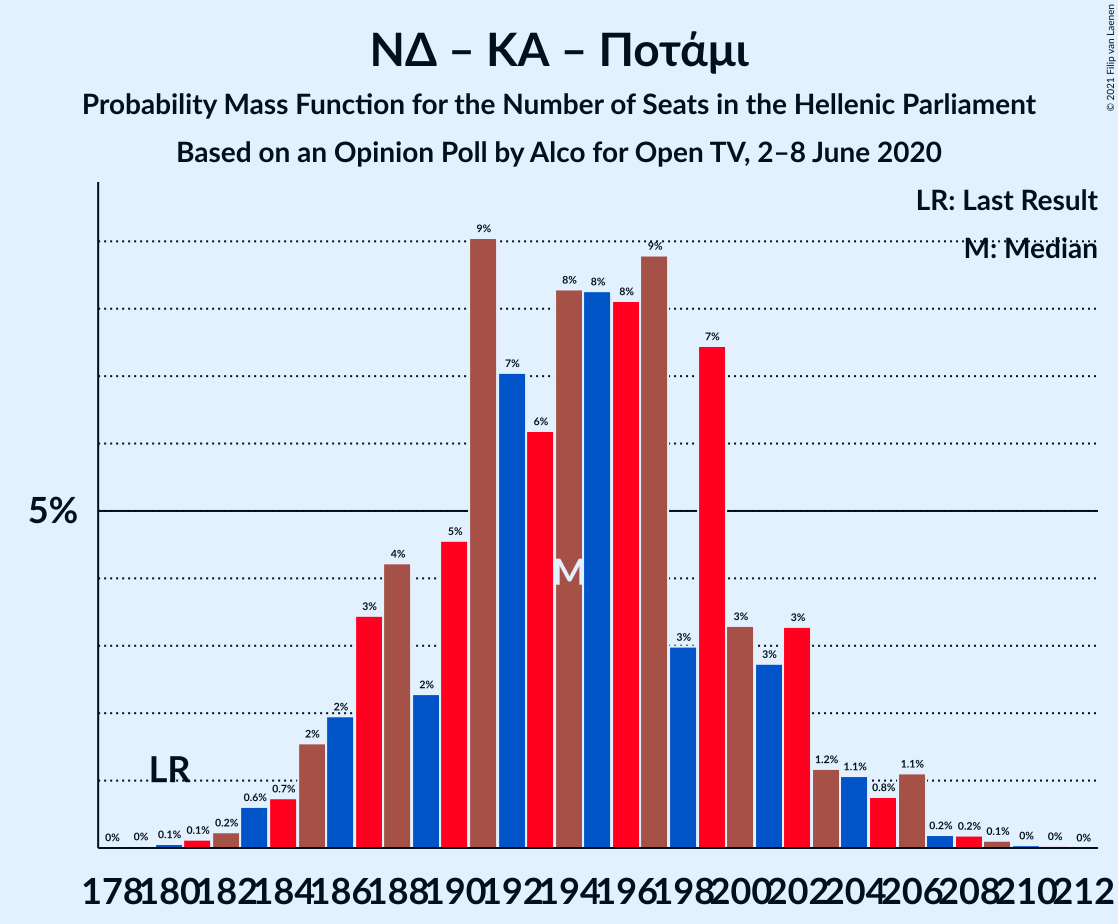 ΝΔ – ΚΑ – Ποτάμι
Probability Mass Function for the Number of Seats in the Hellenic Parliament
Based on an Opinion Poll by Alco for Open TV, 2–8 June 2020
© 2021 Filip van Laenen
LR: Last Result
M: Median
5%
0% 0% 0.1% 0.1% 0.2% 0.6% 0.7% 2% 2% 3% 4% 2% 5% 9% 7% 6% 8% 8% 8% 9% 3% 7% 3% 3% 3% 1.2% 1.1% 0.8% 1.1% 0.2% 0.2% 0.1% 0% 0% 0%
M
LR
178 180 182 184 186 188 190 192 194 196 198 200 202 204 206 208 210 212